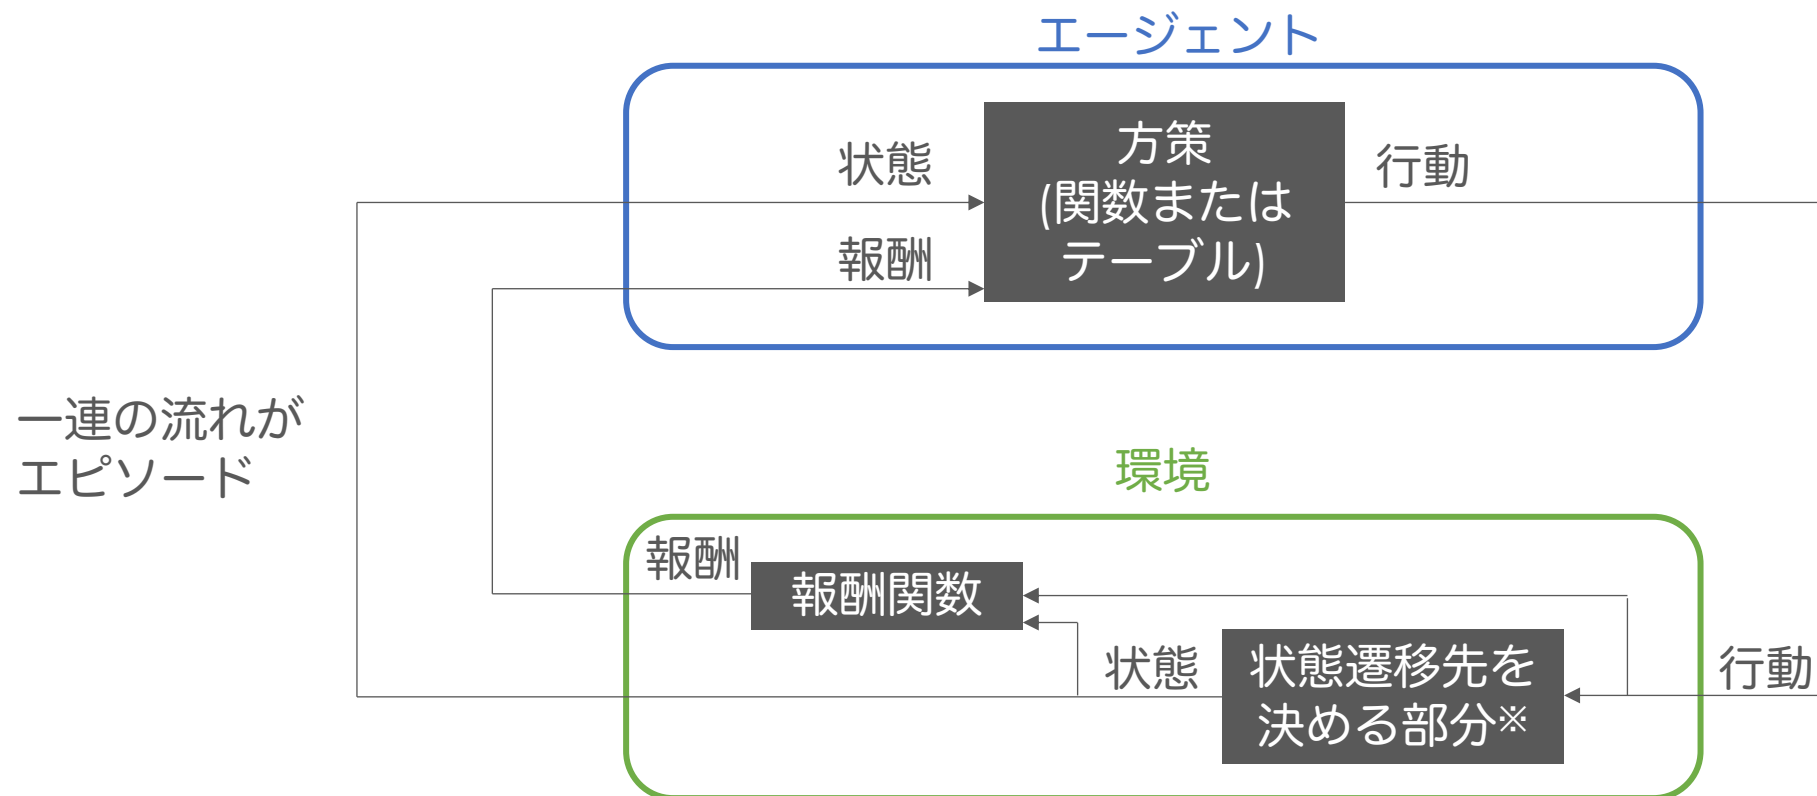 エージェント
状態
方策
(関数または
テーブル)
行動
報酬
一連の流れが
エピソード
環境
報酬
報酬関数
状態
状態遷移先を
決める部分※
行動